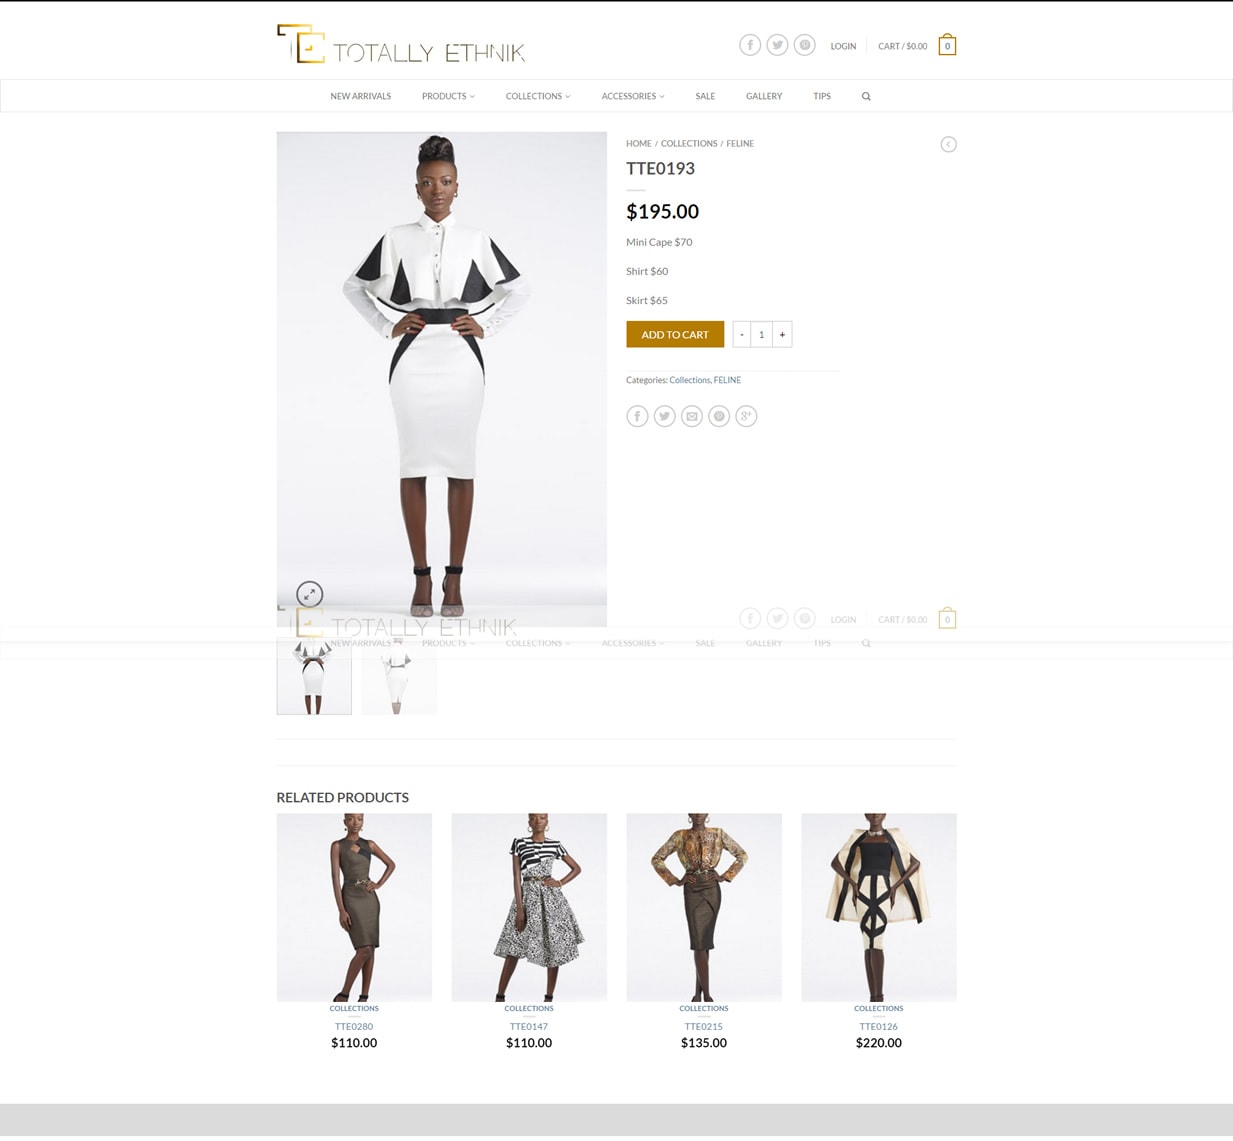 TE TOTALLY ETHNIK
LOGIN
CART / $0.00
0
NEW ARRIVALS
PRODUCTS
COLLECTIONS
ACCESSORIES
SALE
GALLERY
TIPS
HOME / COLLECTIONS / FELINE
TTE0193
$195.00
Mini Cape $70
Shirt $60
Skirt $65
ADD TO CART
- 1 +
Categories: Collections, FELINE
TE TOTALLY ETHNIK
LOGIN
CART / $0.00
0
NEW ARRIVALS
PRODUCTS
COLLECTIONS
ACCESSORIES
SALE
GALLERY
TIPS
RELATED PRODUCTS
COLLECTIONS
TTE0280
$110.00
COLLECTIONS
TTE0147
$110.00
COLLECTIONS
TTE0215
$135.00
COLLECTIONS
TTE0126
$220.00